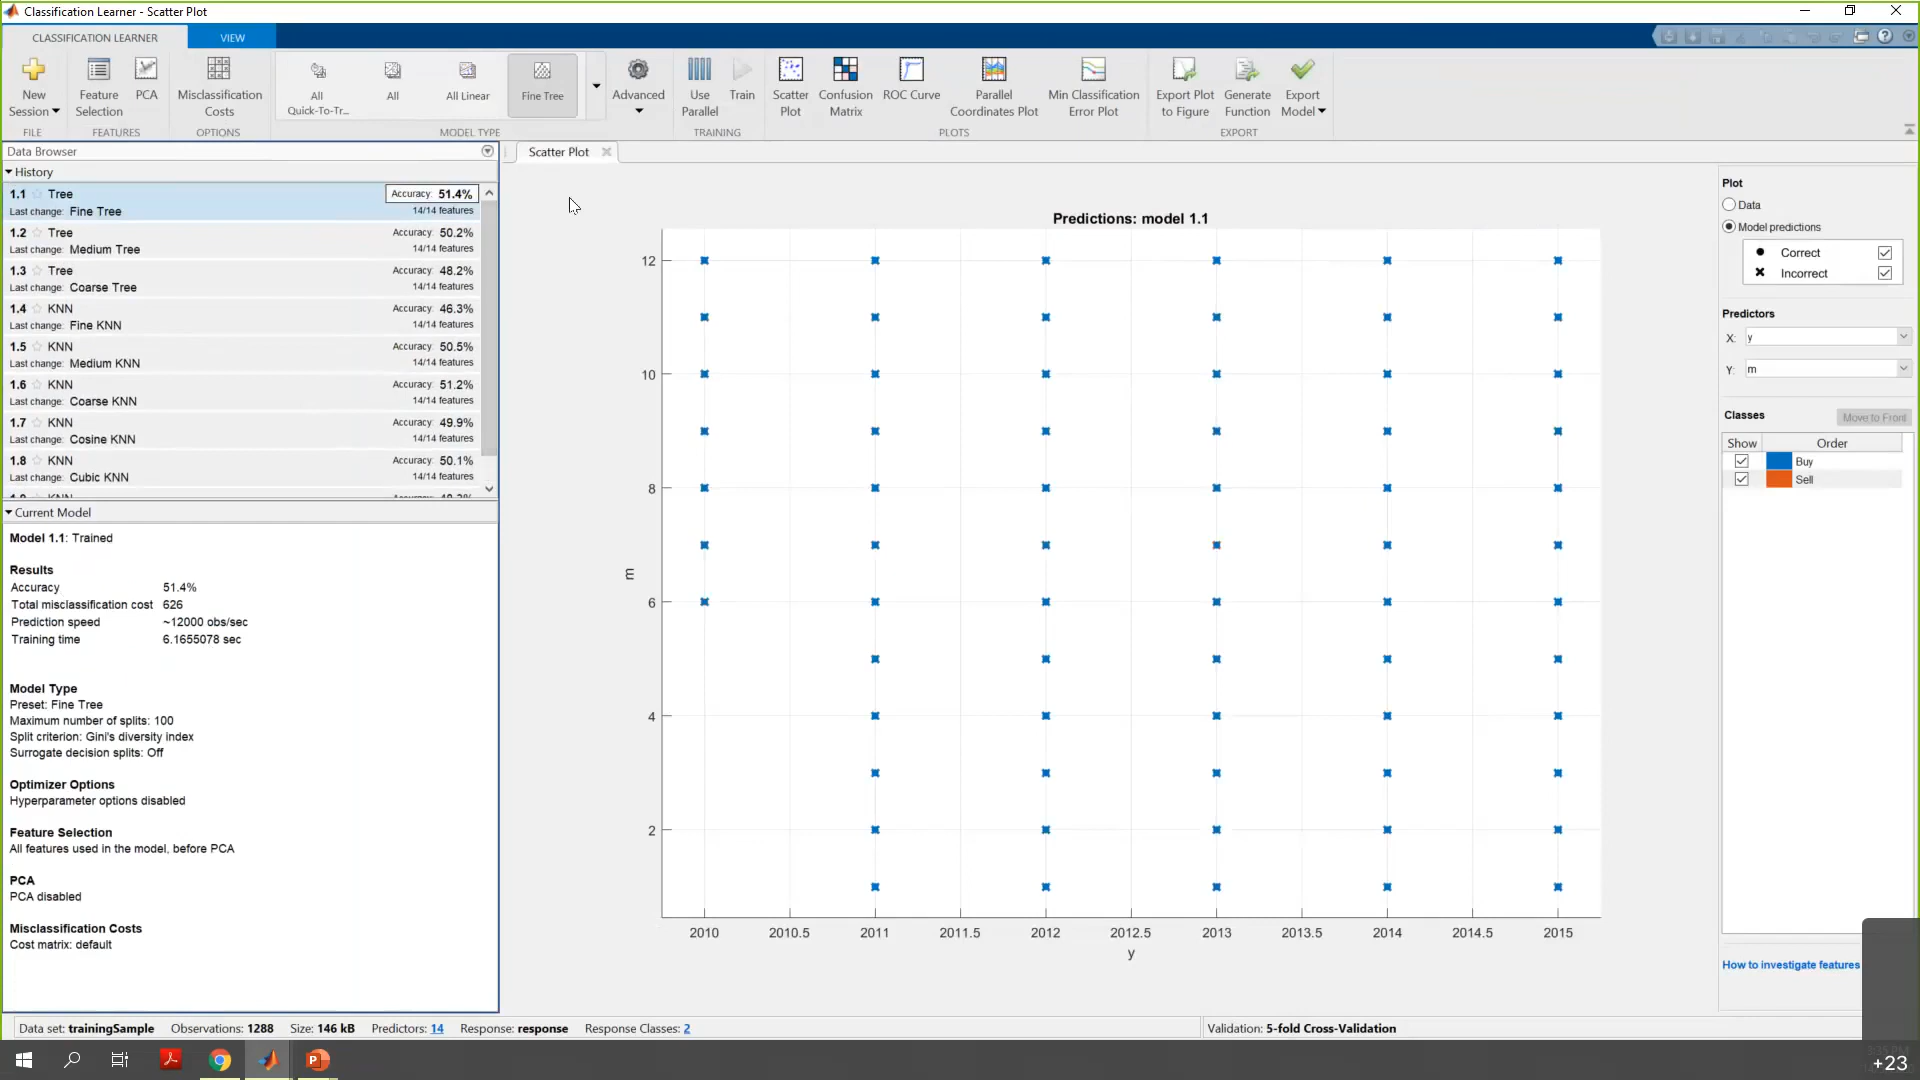 Classification Learner - Scatter Plot
CLASSIFICATION LEARNER VIEW
New Session
Feature Selection
PCA
Misclassification Costs
All Quick-To-Tr...
All
All Linear
Fine Tree
Advanced
Use Parallel
Train
Scatter Plot
Confusion Matrix
ROC Curve
Parallel Coordinates Plot
Min Classification Error Plot
Export Plot to Figure
Generate Function
Export Model
FILE FEATURES OPTIONS MODEL TYPE TRAINING PLOTS EXPORT
Data Browser
History
1.1 Tree Accuracy: 51.4%
Last change: Fine Tree 14/14 features
1.2 Tree Accuracy: 50.2%
Last change: Medium Tree 14/14 features
1.3 Tree Accuracy: 48.2%
Last change: Coarse Tree 14/14 features
1.4 KNN Accuracy: 46.3%
Last change: Fine KNN 14/14 features
1.5 KNN Accuracy: 50.5%
Last change: Medium KNN 14/14 features
1.6 KNN Accuracy: 51.2%
Last change: Coarse KNN 14/14 features
1.7 KNN Accuracy: 49.9%
Last change: Cosine KNN 14/14 features
1.8 KNN Accuracy: 50.1%
Last change: Cubic KNN 14/14 features
Current Model
Model 1.1: Trained
Results
Accuracy 51.4%
Total misclassification cost 626
Prediction speed ~12000 obs/sec
Training time 6.1655078 sec
Model Type
Preset: Fine Tree
Maximum number of splits: 100
Split criterion: Gini's diversity index
Surrogate decision splits: Off
Optimizer Options
Hyperparameter options disabled
Feature Selection
All features used in the model, before PCA
PCA
PCA disabled
Misclassification Costs
Cost matrix: default
Scatter Plot
Predictions: model 1.1
12
10
8
6
4
2
m
2010 2010.5 2011 2011.5 2012 2012.5 2013 2013.5 2014 2014.5 2015
y
Plot
Data
Model predictions
Correct
Incorrect
Predictors
X: y
Y: m
Classes Move to Front
Show Order
Buy
Sell
How to investigate features
Data set: trainingSample Observations: 1288 Size: 146 kB Predictors: 14 Response: response Response Classes: 2
Validation: 5-fold Cross-Validation
+23